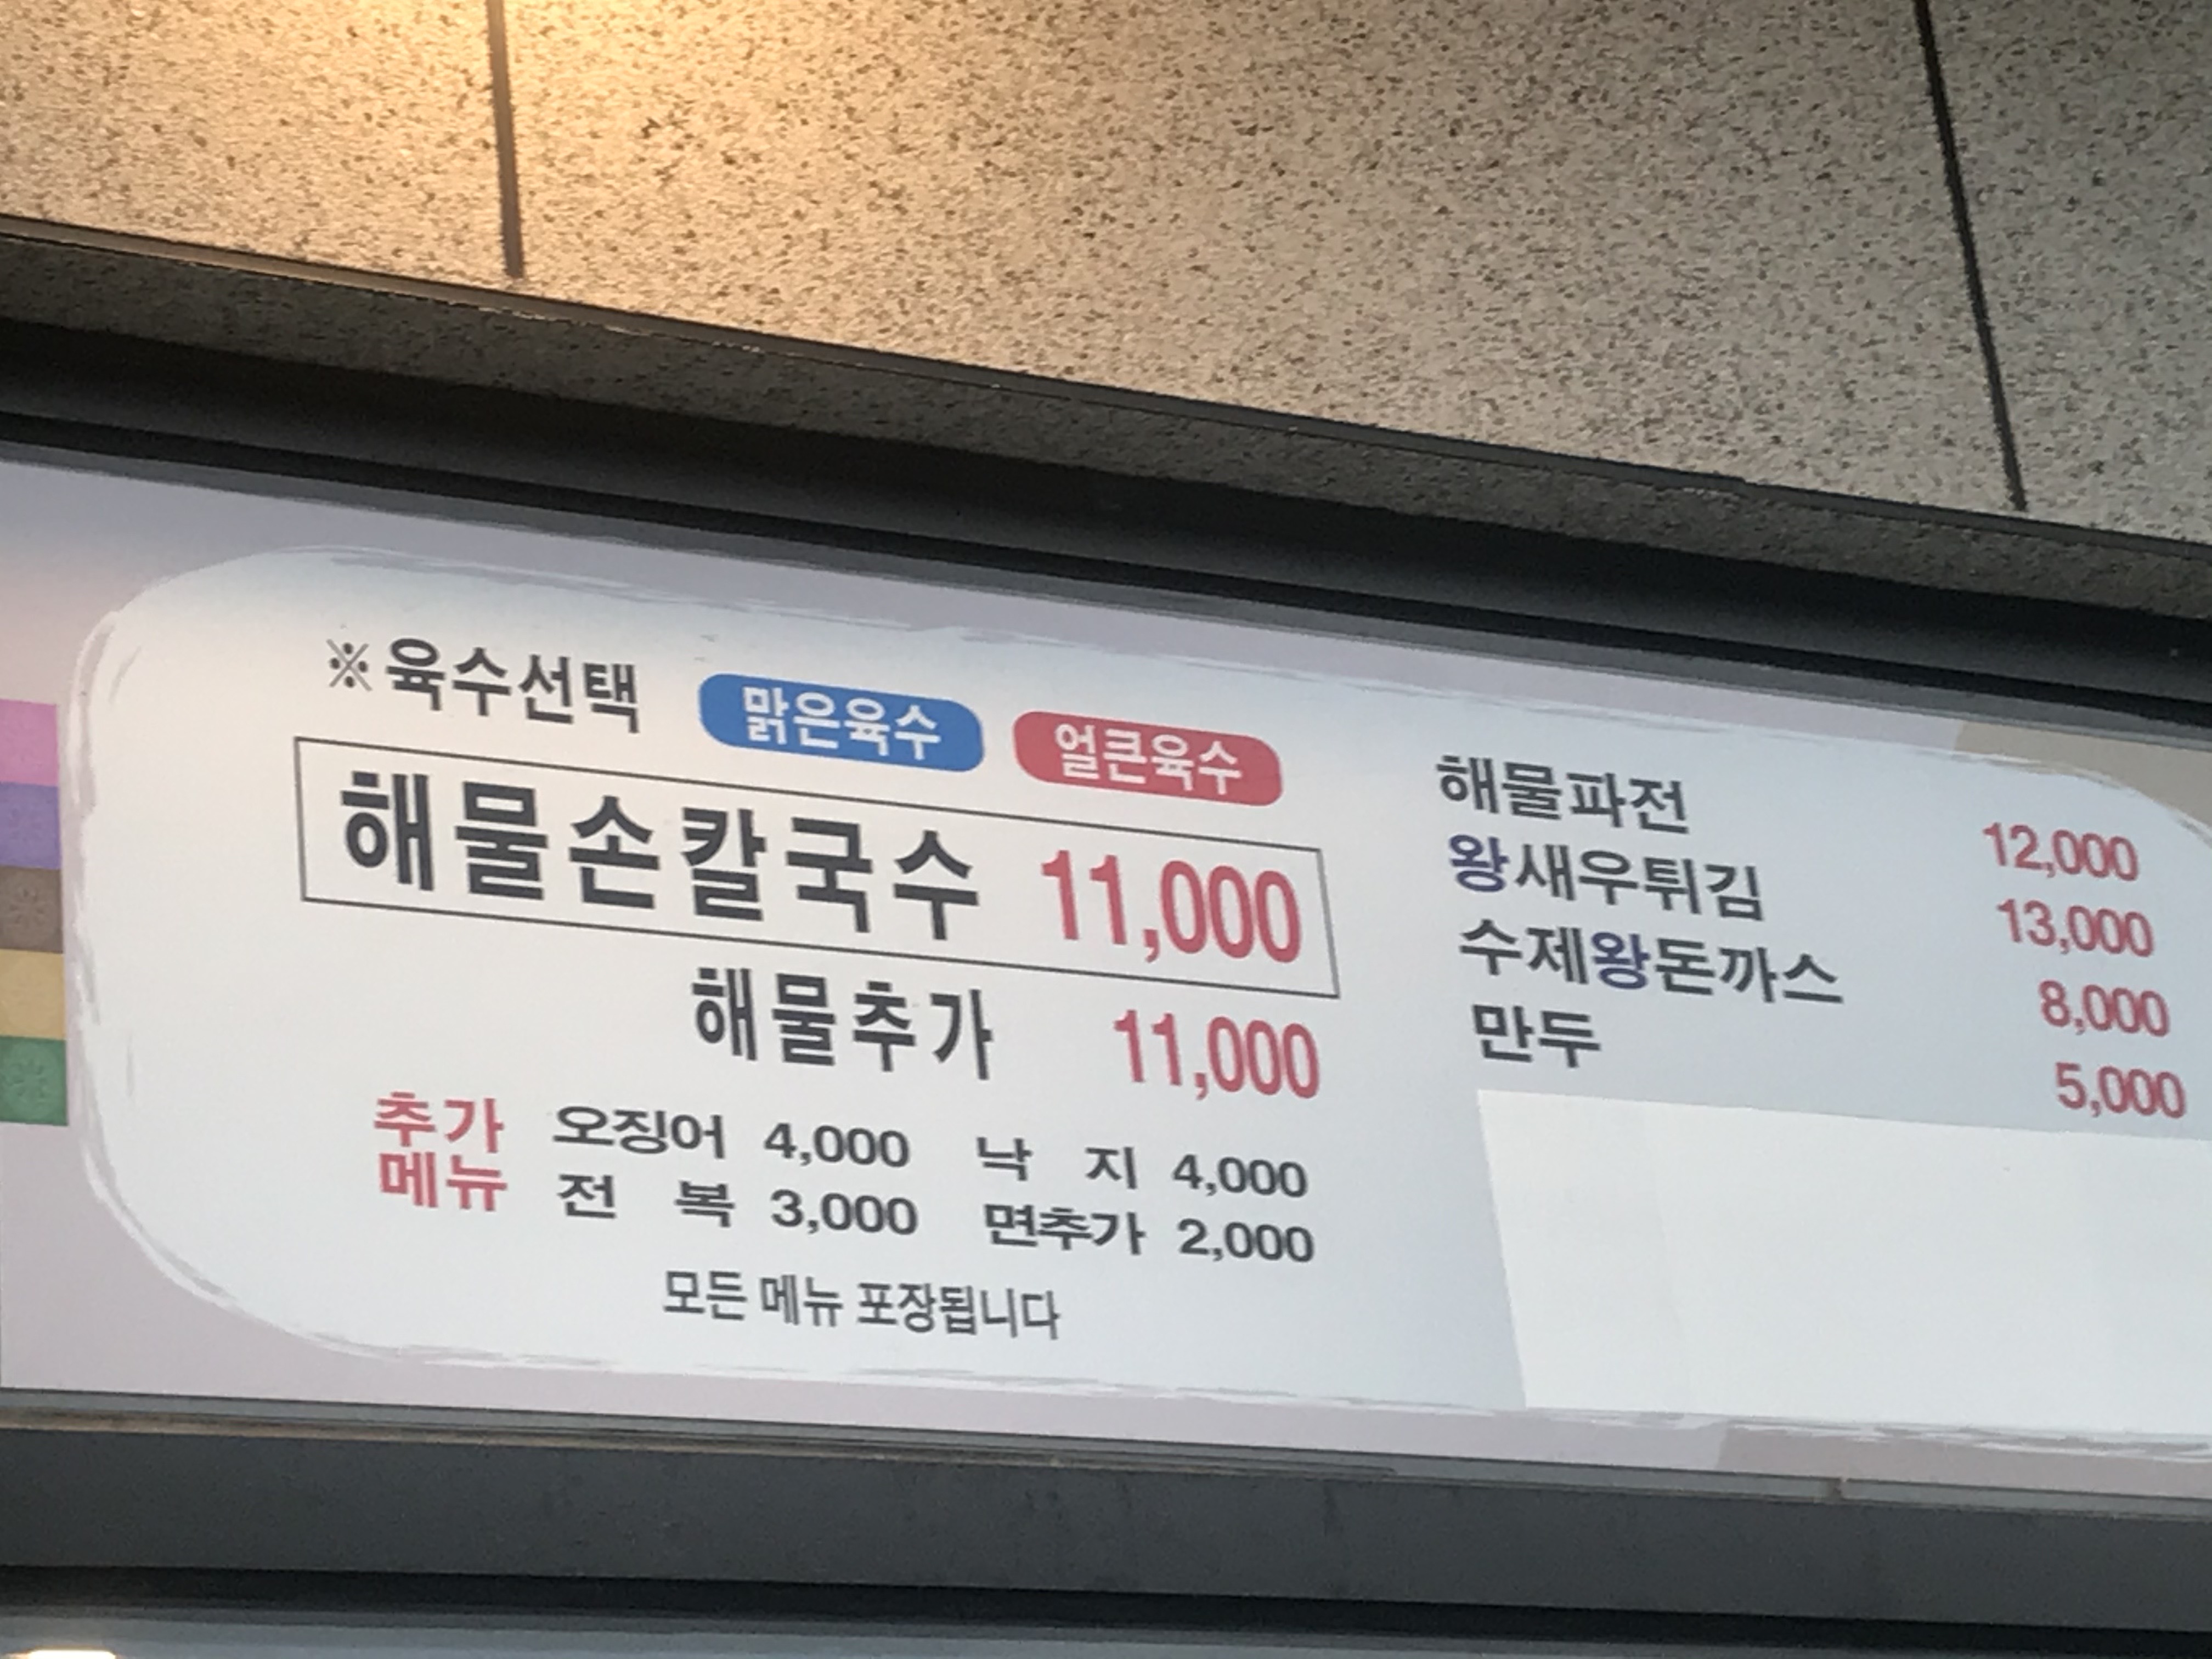 ※육수선택 맑은육수 얼큰육수
해물손칼국수 11,000
해물추가 11,000
추가메뉴
오징어 4,000 낙 지 4,000
전 복 3,000 면추가 2,000
모든 메뉴 포장됩니다
해물파전 12,000
왕새우튀김 13,000
수제왕돈까스 8,000
만두 5,000